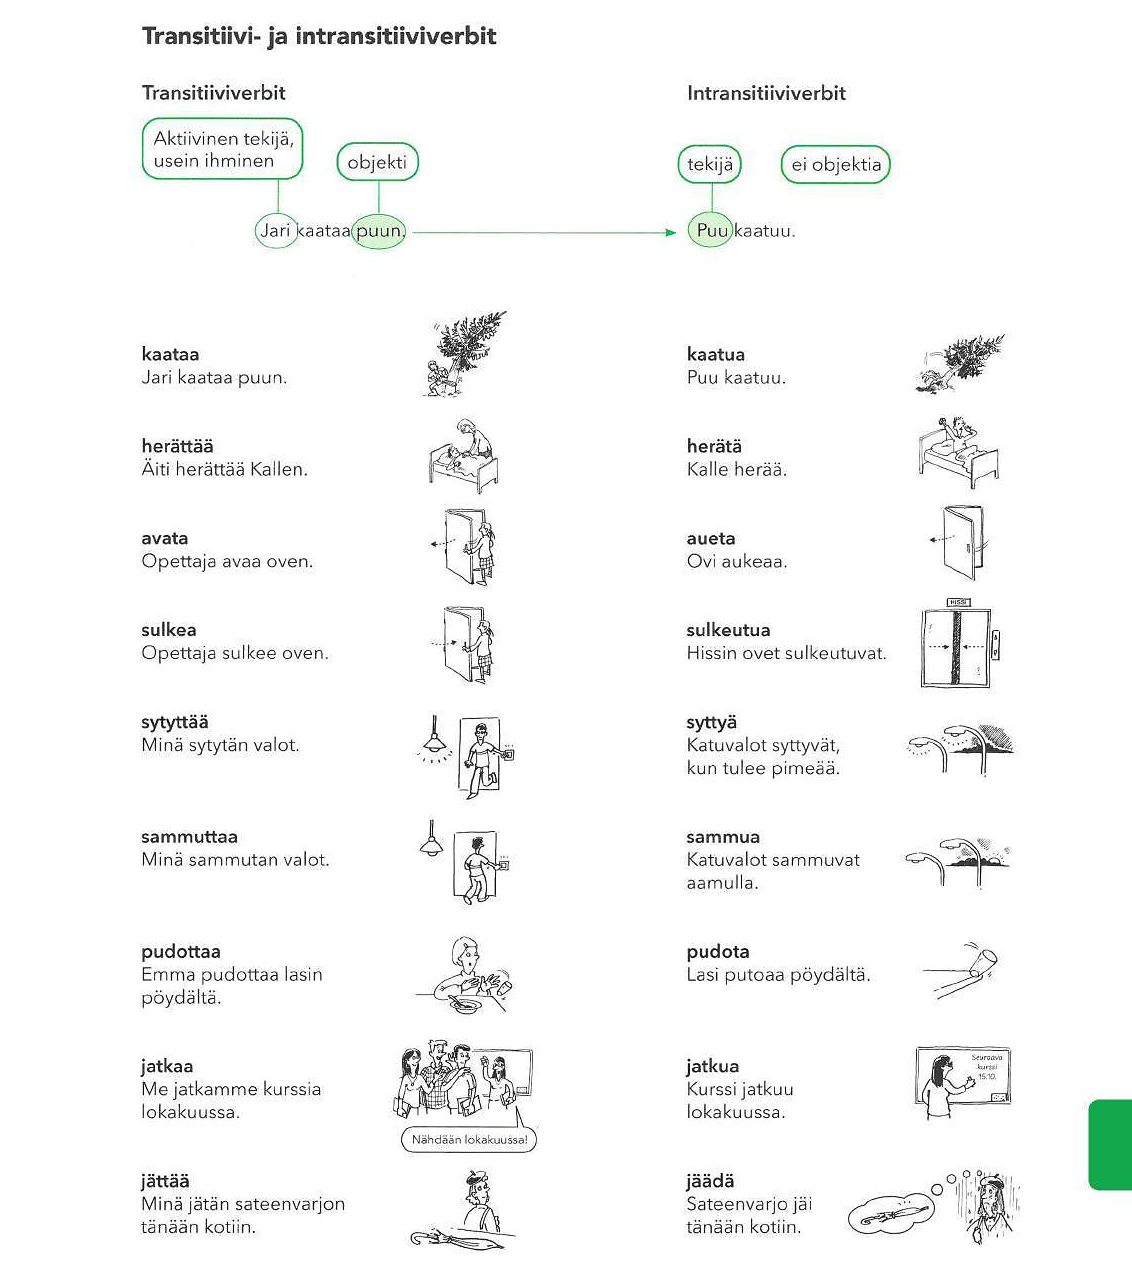 Transitiivi- ja intransitiiviverbit
Transitiiviverbit
Intransitiiviverbit
Aktiivinen tekijä,
usein ihminen
objekti
tekijä
ei objektia
Jari kaataa puun.
Puu kaatuu.
kaataa
Jari kaataa puun.
kaatua
Puu kaatuu.
herättää
Äiti herättää Kallen.
herätä
Kalle herää.
avata
Opettaja avaa oven.
aueta
Ovi aukeaa.
sulkea
Opettaja sulkee oven.
sulkeutua
Hissin ovet sulkeutuvat.
HISSI
sytyttää
Minä sytytän valot.
syttyä
Katuvalot syttyvät,
kun tulee pimeää.
sammuttaa
Minä sammutan valot.
sammua
Katuvalot sammuvat
aamulla.
pudottaa
Emma pudottaa lasin
pöydältä.
pudota
Lasi putoaa pöydältä.
jatkaa
Me jatkamme kurssia
lokakuussa.
Nähdään lokakuussa!
jatkua
Kurssi jatkuu
lokakuussa.
Seuraava
kurssi
15.10.
jättää
Minä jätän sateenvarjon
tänään kotiin.
jäädä
Sateenvarjo jäi
tänään kotiin.